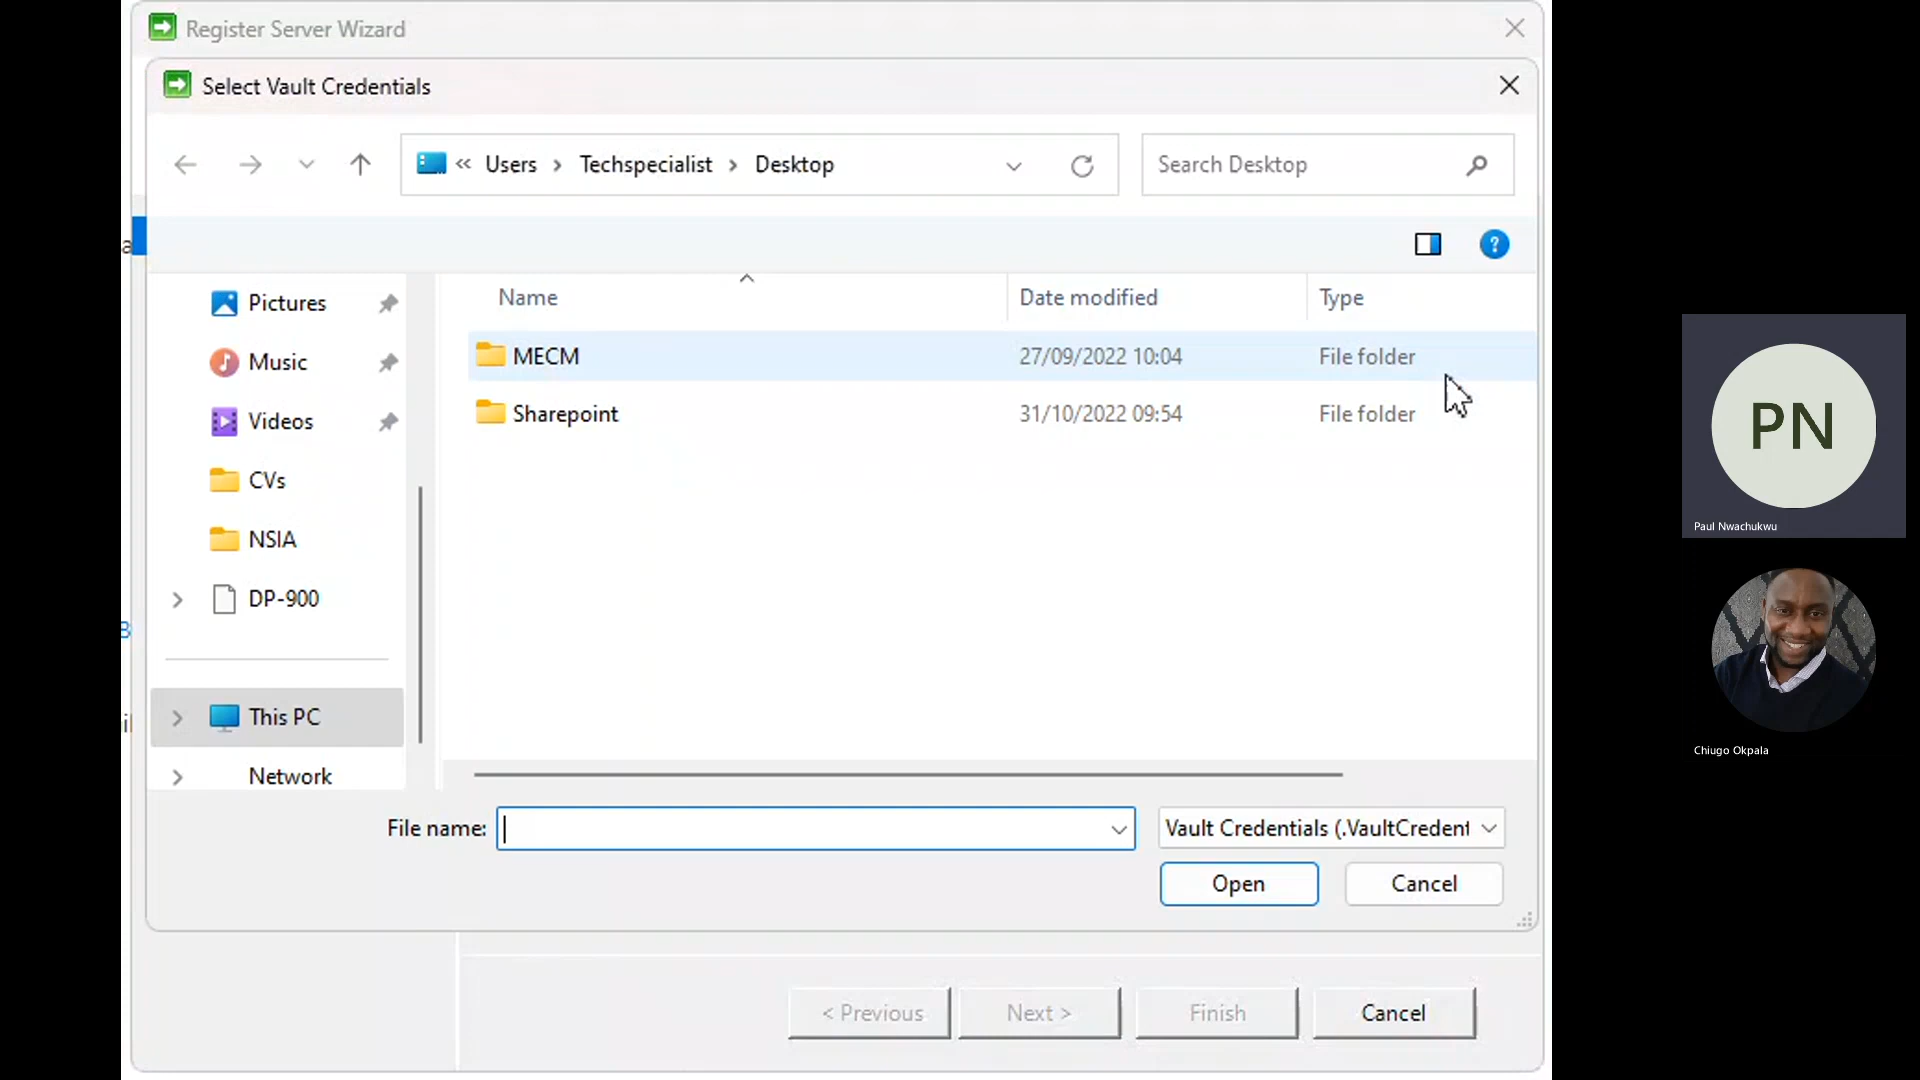 Register Server Wizard
Select Vault Credentials
« Users > Techspecialist > Desktop
Search Desktop
?
Name
Date modified
Type
Pictures
Music
Videos
CVs
NSIA
DP-900
This PC
Network
MECM 27/09/2022 10:04 File folder
Sharepoint 31/10/2022 09:54 File folder
File name:
Vault Credentials (.VaultCredent
Open
Cancel
< Previous
Next >
Finish
Cancel
PN
Paul Nwachukwu
Chiugo Okpala